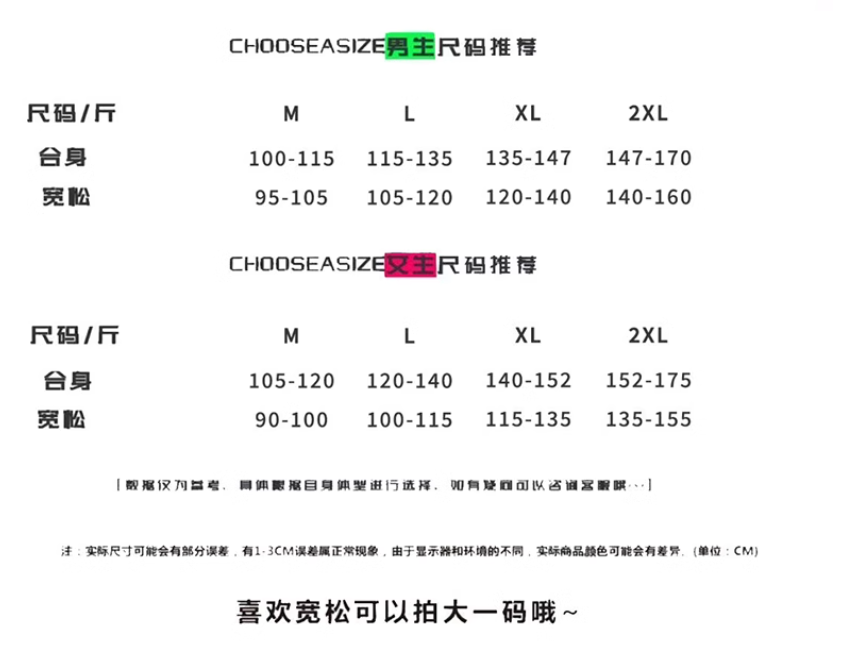 CHOOSEASIZE男生尺码推荐
尺码/斤 M L XL 2XL
合身 100-115 115-135 135-147 147-170
宽松 95-105 105-120 120-140 140-160
CHOOSEASIZE女生尺码推荐
尺码/斤 M L XL 2XL
合身 105-120 120-140 140-152 152-175
宽松 90-100 100-115 115-135 135-155
[数据仅为参考，具体根据自身体型进行选择，如有疑问可以咨询客服哦···]
注：实际尺寸可能会有部分误差，有1-3CM误差属正常现象，由于显示器和环境的不同，实际商品颜色可能会有差异.（单位：CM）
喜欢宽松可以拍大一码哦~